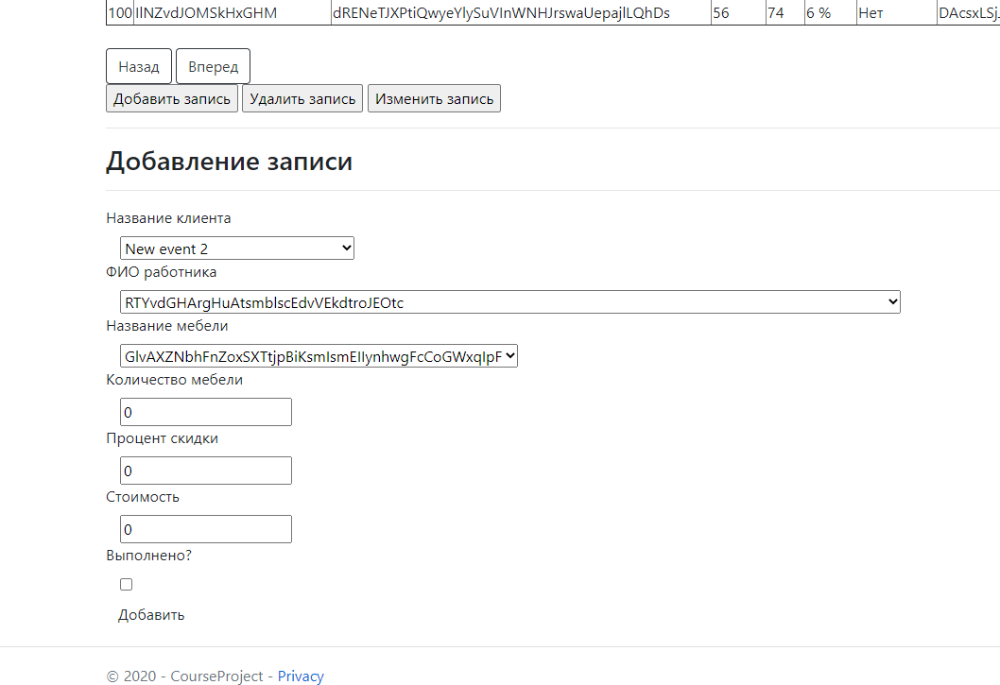 100 IlNZvdJOMSkHxGHM dRENeTJXPtiQwyeYlySuVInWNHJrswaUepajlLQhDs 56 74 6 % Нет DAcsxLSj
Назад Вперед
Добавить запись Удалить запись Изменить запись
Добавление записи
Название клиента
New event 2
ФИО работника
RTYvdGHArgHuAtsmblscEdvVEkdtroJEOtc
Название мебели
GlvAXZNbhFnZoxSXTtjpBiKsmIsmEIIynhwgFcCoGWxqIpF
Количество мебели
0
Процент скидки
0
Стоимость
0
Выполнено?
Добавить
© 2020 - CourseProject - Privacy